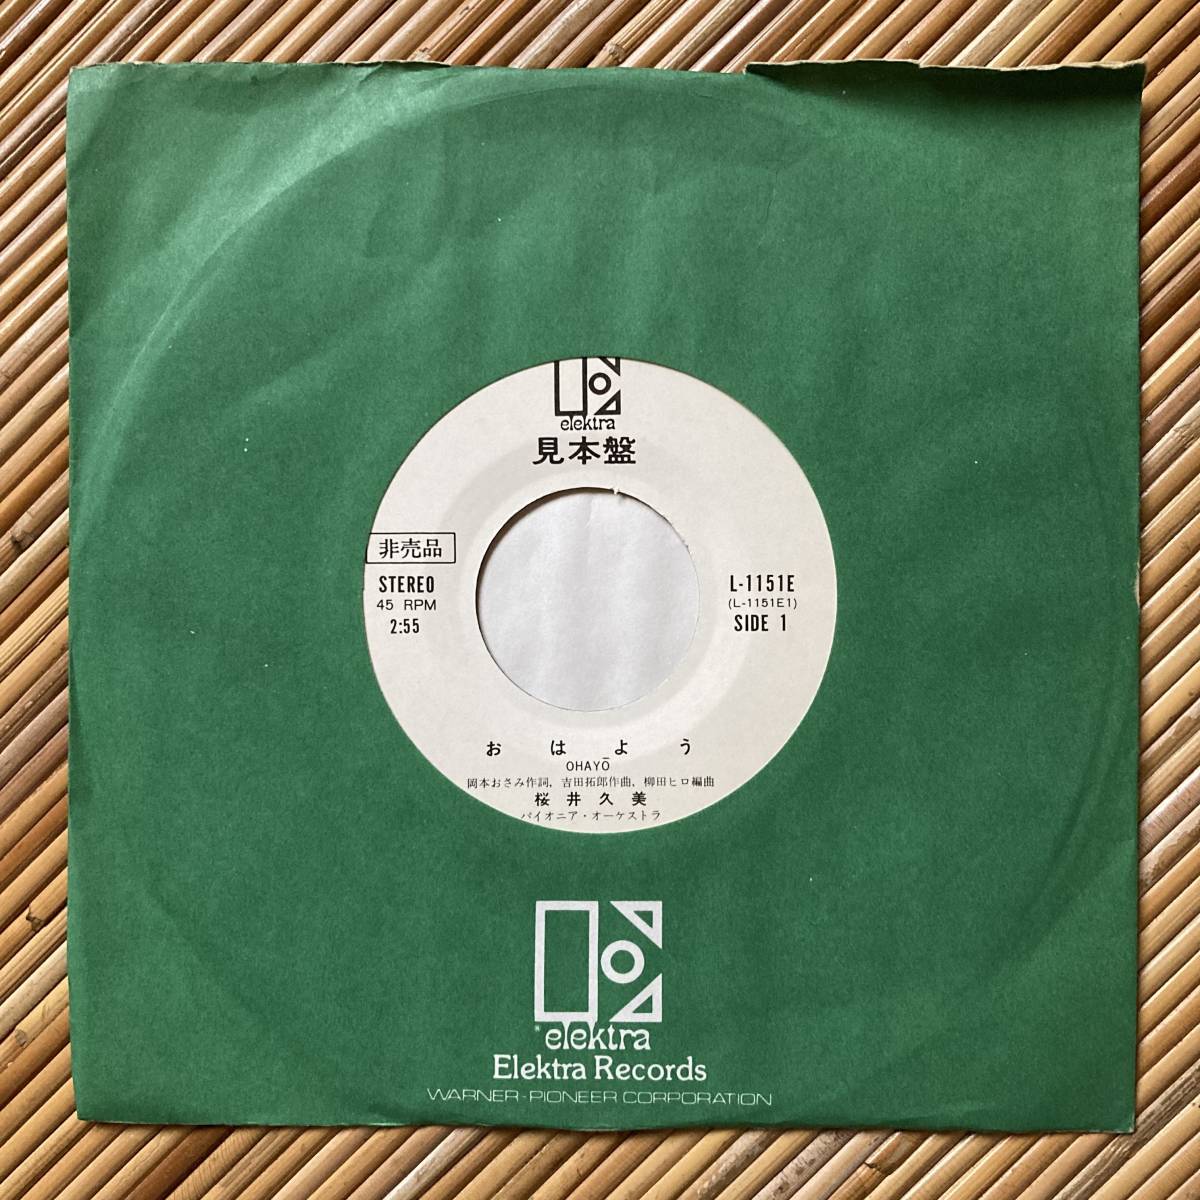 elektra
見本盤
非売品
STEREO
45 RPM
2:55
L-1151E
(L-1151E1)
SIDE 1
おはよう
OHAYŌ
岡本おさみ作詞, 吉田拓郎作曲, 柳田ヒロ編曲
桜井久美
パイオニア・オーケストラ
elektra
Elektra Records
WARNER-PIONEER CORPORATION